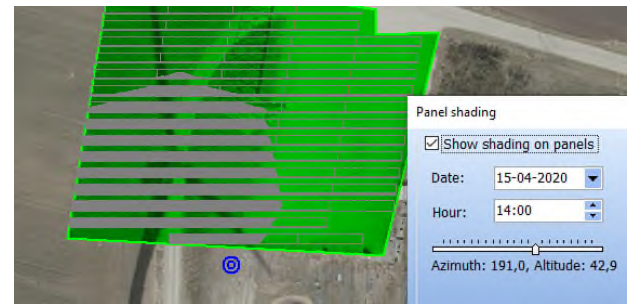 Panel shading
Show shading on panels
Date: 15-04-2020
Hour: 14:00
Azimuth: 191,0, Altitude: 42,9